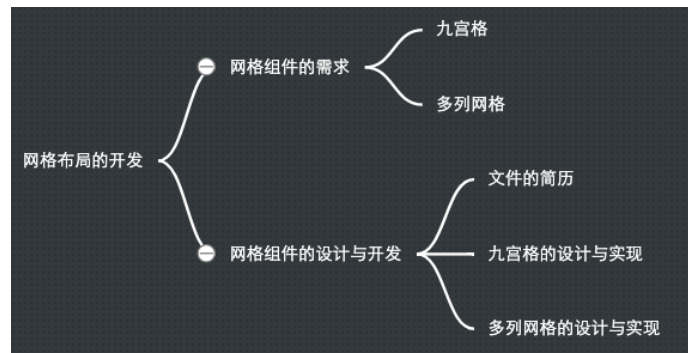 网格布局的开发
网格组件的需求
九宫格
多列网格
网格组件的设计与开发
文件的简历
九宫格的设计与实现
多列网格的设计与实现